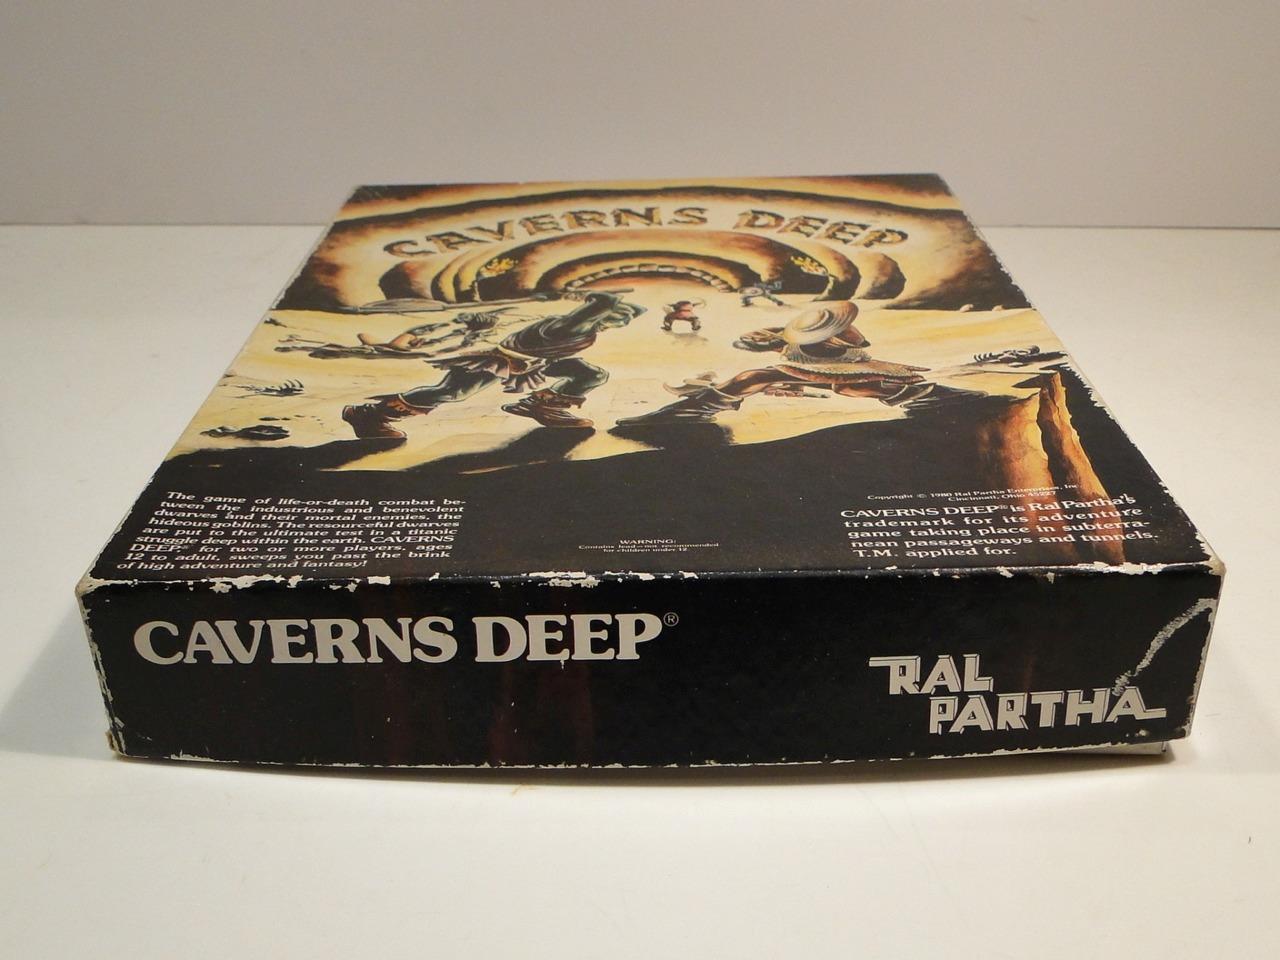 CAVERNS DEEP
The game of life-or-death combat be-
tween the industrious and benevolent
dwarves and their mortal enemies, the
hideous goblins. The resourceful dwarves
are put to the ultimate test in a titanic
struggle deep within the earth. CAVERNS
DEEP® for two or more players, ages
12 to adult, sweeps you past the brink
of high adventure and fantasy!
WARNING:
Contains lead—not recommended
for children under 12.
Copyright © 1980 Ral Partha Enterprises, Inc.
Cincinnati, Ohio 45227
CAVERNS DEEP® is Ral Partha's
trademark for its adventure
game taking place in subterra-
nean passageways and tunnels.
T.M. applied for.
CAVERNS DEEP®
RAL
PARTHA